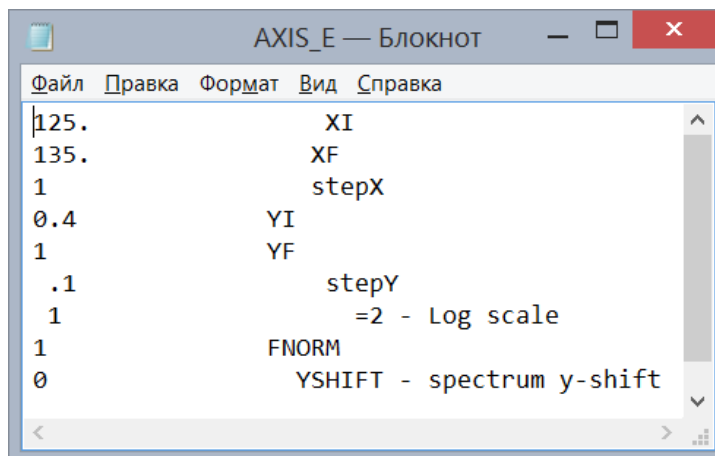 AXIS_E — Блокнот
Файл Правка Формат Вид Справка
125. XI
135. XF
1 stepX
0.4 YI
1 YF
.1 stepY
1 =2 - Log scale
1 FNORM
0 YSHIFT - spectrum y-shift